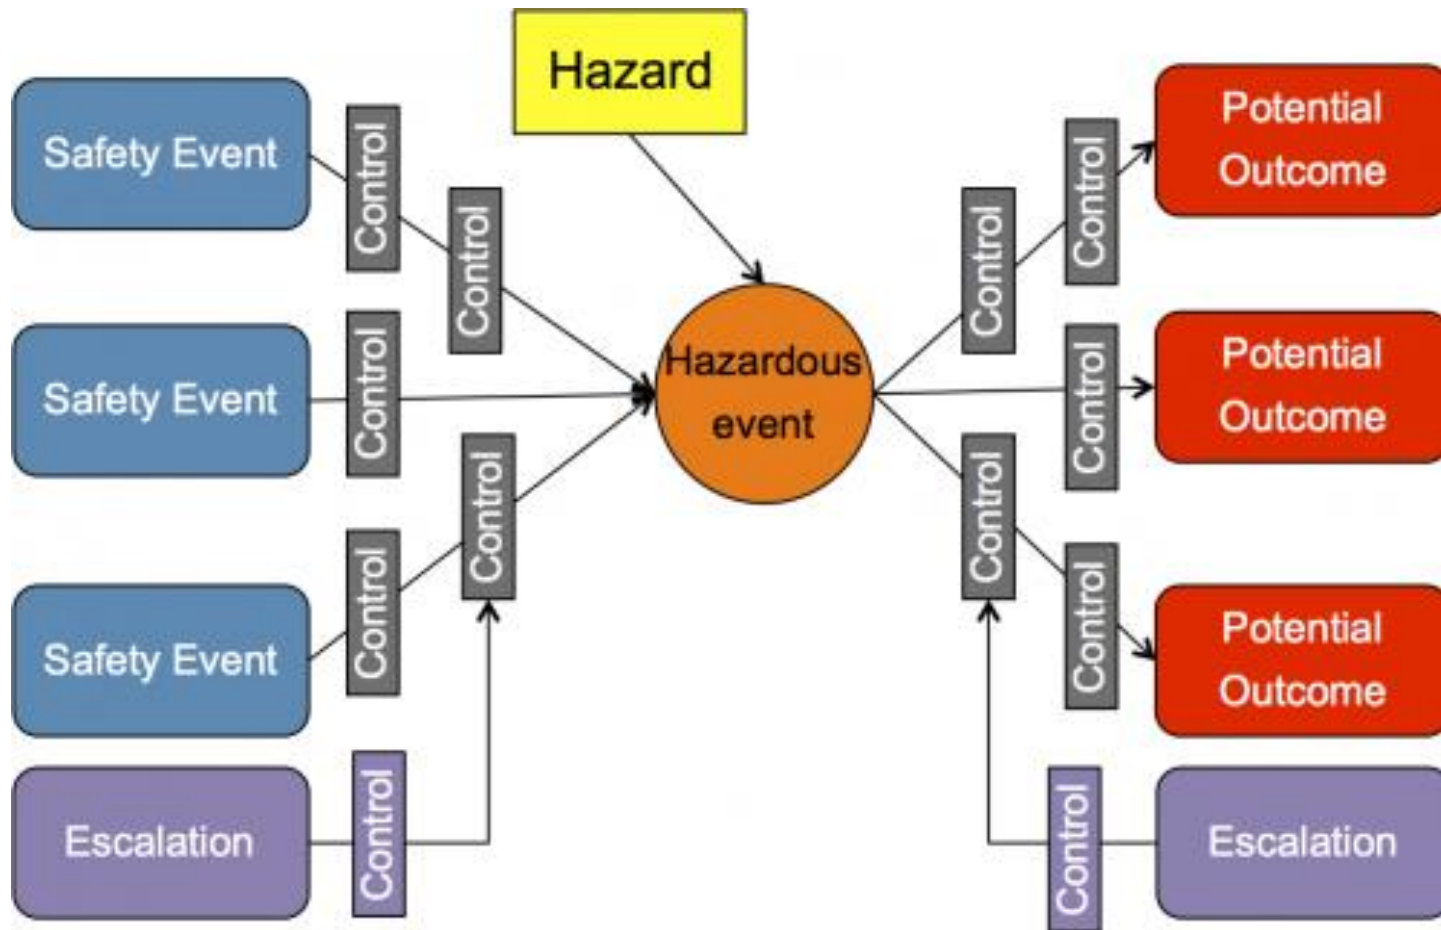 Hazard
Safety Event
Control
Control
Control
Control
Potential
Outcome
Safety Event
Control
Hazardous
event
Control
Potential
Outcome
Safety Event
Control
Control
Control
Control
Potential
Outcome
Escalation
Control
Control
Escalation